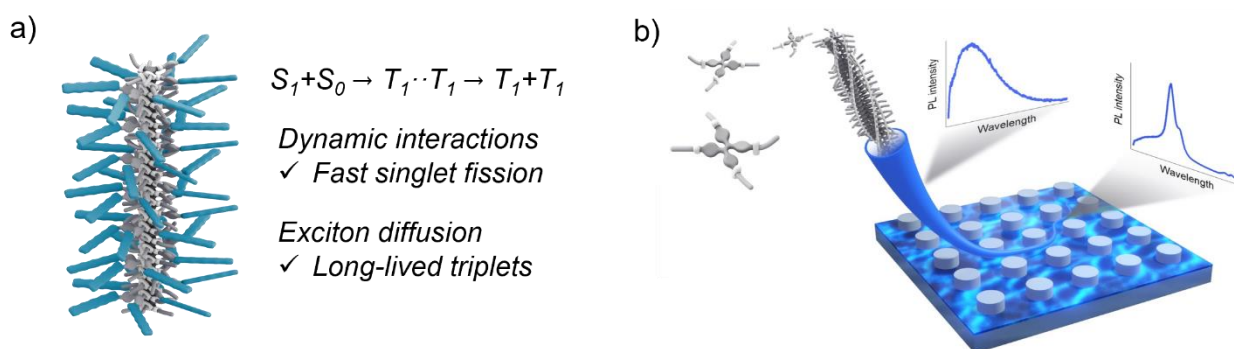 a)
S₁+S₀ → T₁··T₁ → T₁+T₁
Dynamic interactions
✓ Fast singlet fission
Exciton diffusion
✓ Long-lived triplets
b)
PL intensity
Wavelength
PL intensity
Wavelength